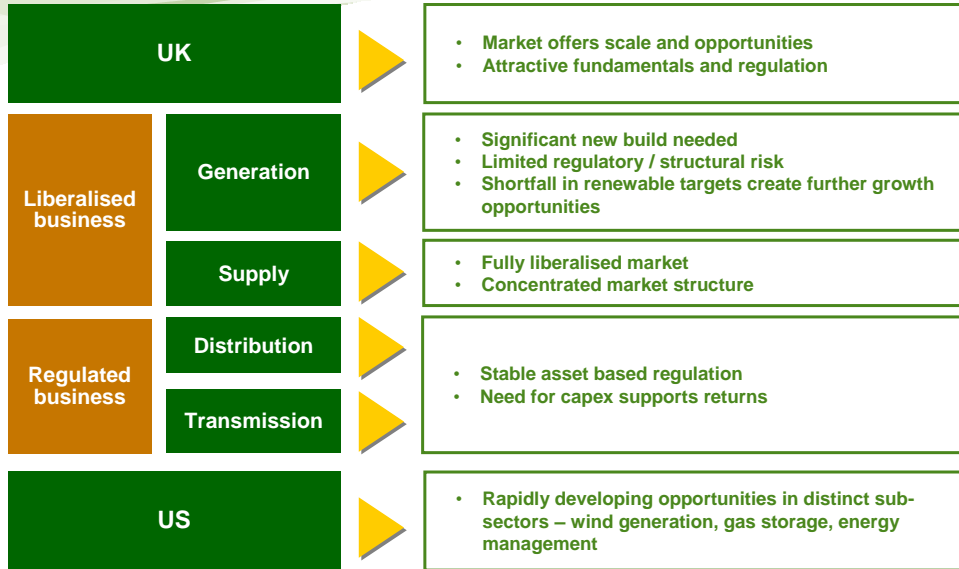 UK
• Market offers scale and opportunities
• Attractive fundamentals and regulation
Liberalised
business
Generation
• Significant new build needed
• Limited regulatory / structural risk
• Shortfall in renewable targets create further growth
opportunities
Supply
• Fully liberalised market
• Concentrated market structure
Regulated
business
Distribution
Transmission
• Stable asset based regulation
• Need for capex supports returns
US
• Rapidly developing opportunities in distinct sub-
sectors – wind generation, gas storage, energy
management